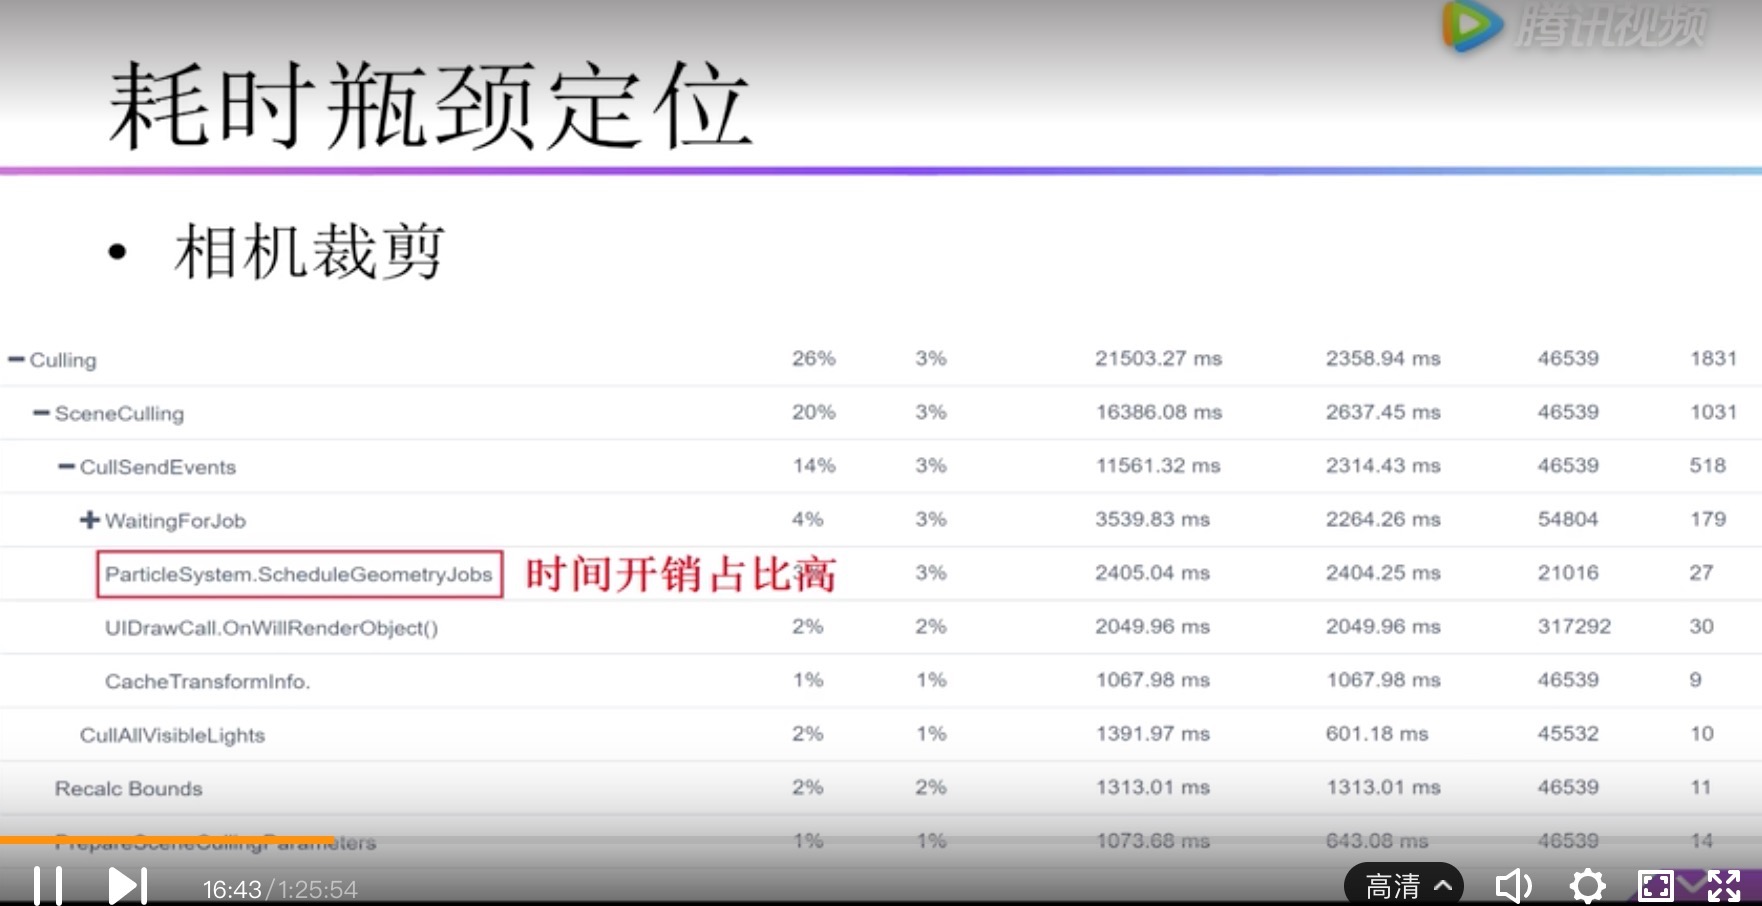 腾讯视频
耗时瓶颈定位
• 相机裁剪
Culling 26% 3% 21503.27 ms 2358.94 ms 46539 1831
SceneCulling 20% 3% 16386.08 ms 2637.45 ms 46539 1031
CullSendEvents 14% 3% 11561.32 ms 2314.43 ms 46539 518
WaitingForJob 4% 3% 3539.83 ms 2264.26 ms 54804 179
ParticleSystem.ScheduleGeometryJobs 时间开销占比高 3% 2405.04 ms 2404.25 ms 21016 27
UIDrawCall.OnWillRenderObject() 2% 2% 2049.96 ms 2049.96 ms 317292 30
CacheTransformInfo. 1% 1% 1067.98 ms 1067.98 ms 46539 9
CullAllVisibleLights 2% 1% 1391.97 ms 601.18 ms 45532 10
Recalc Bounds 2% 2% 1313.01 ms 1313.01 ms 46539 11
PrepareSceneCullingParameters 1% 1% 1073.68 ms 643.08 ms 46539 14
16:43/1:25:54 高清